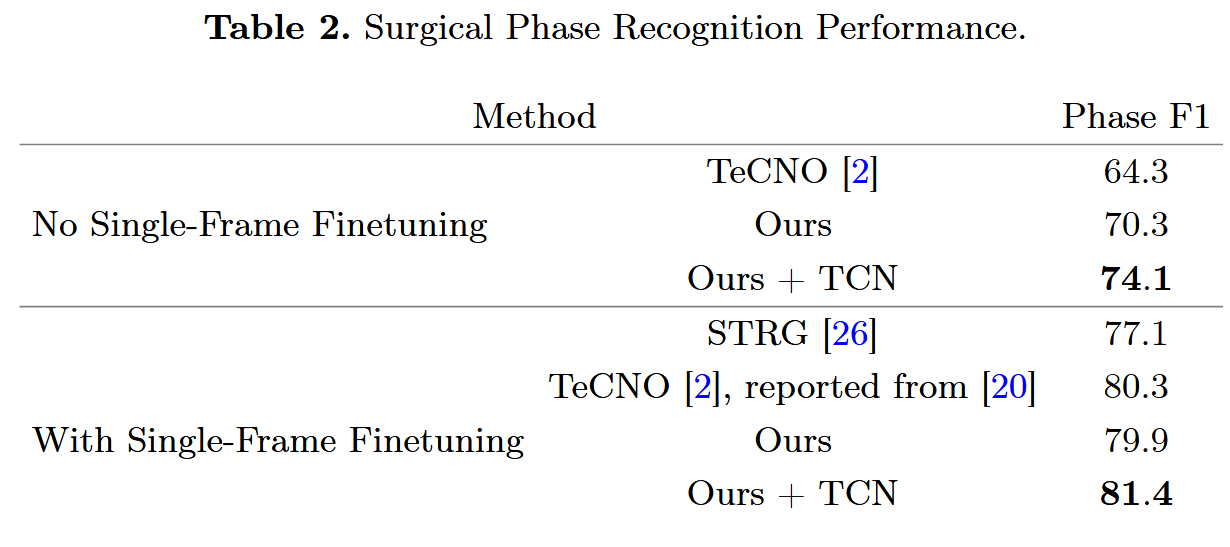 Table 2. Surgical Phase Recognition Performance.
Method Phase F1
TeCNO [2] 64.3
No Single-Frame Finetuning Ours 70.3
Ours + TCN 74.1
STRG [26] 77.1
TeCNO [2], reported from [20] 80.3
With Single-Frame Finetuning Ours 79.9
Ours + TCN 81.4